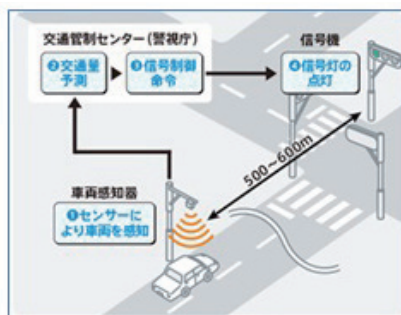 交通管制センター(警視庁)
❷交通量
予測
❸信号制御
命令
信号機
❹信号灯の
点灯
500~600m
車両感知器
❶センサーに
より車両を感知